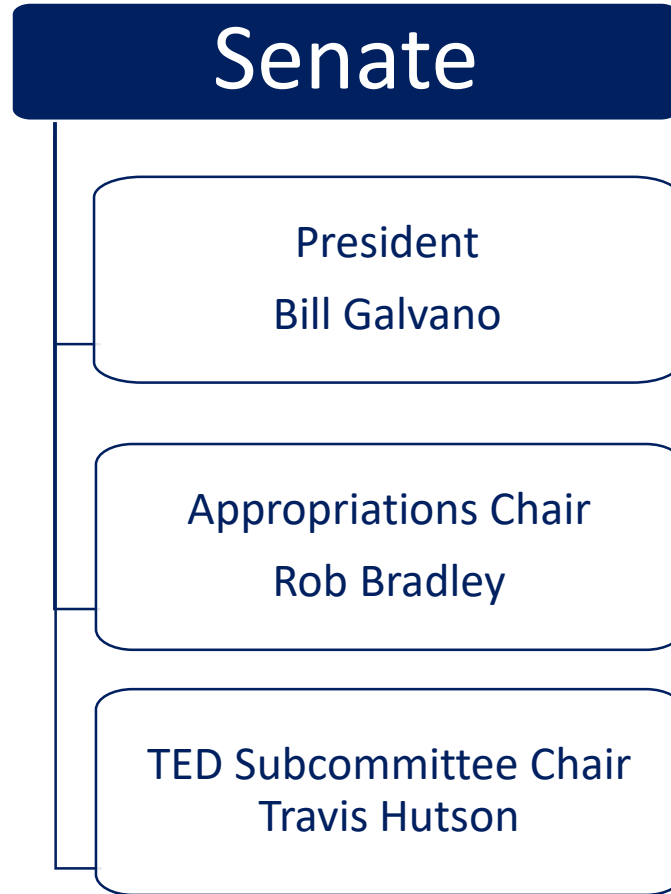 Senate
President
Bill Galvano
Appropriations Chair
Rob Bradley
TED Subcommittee Chair
Travis Hutson